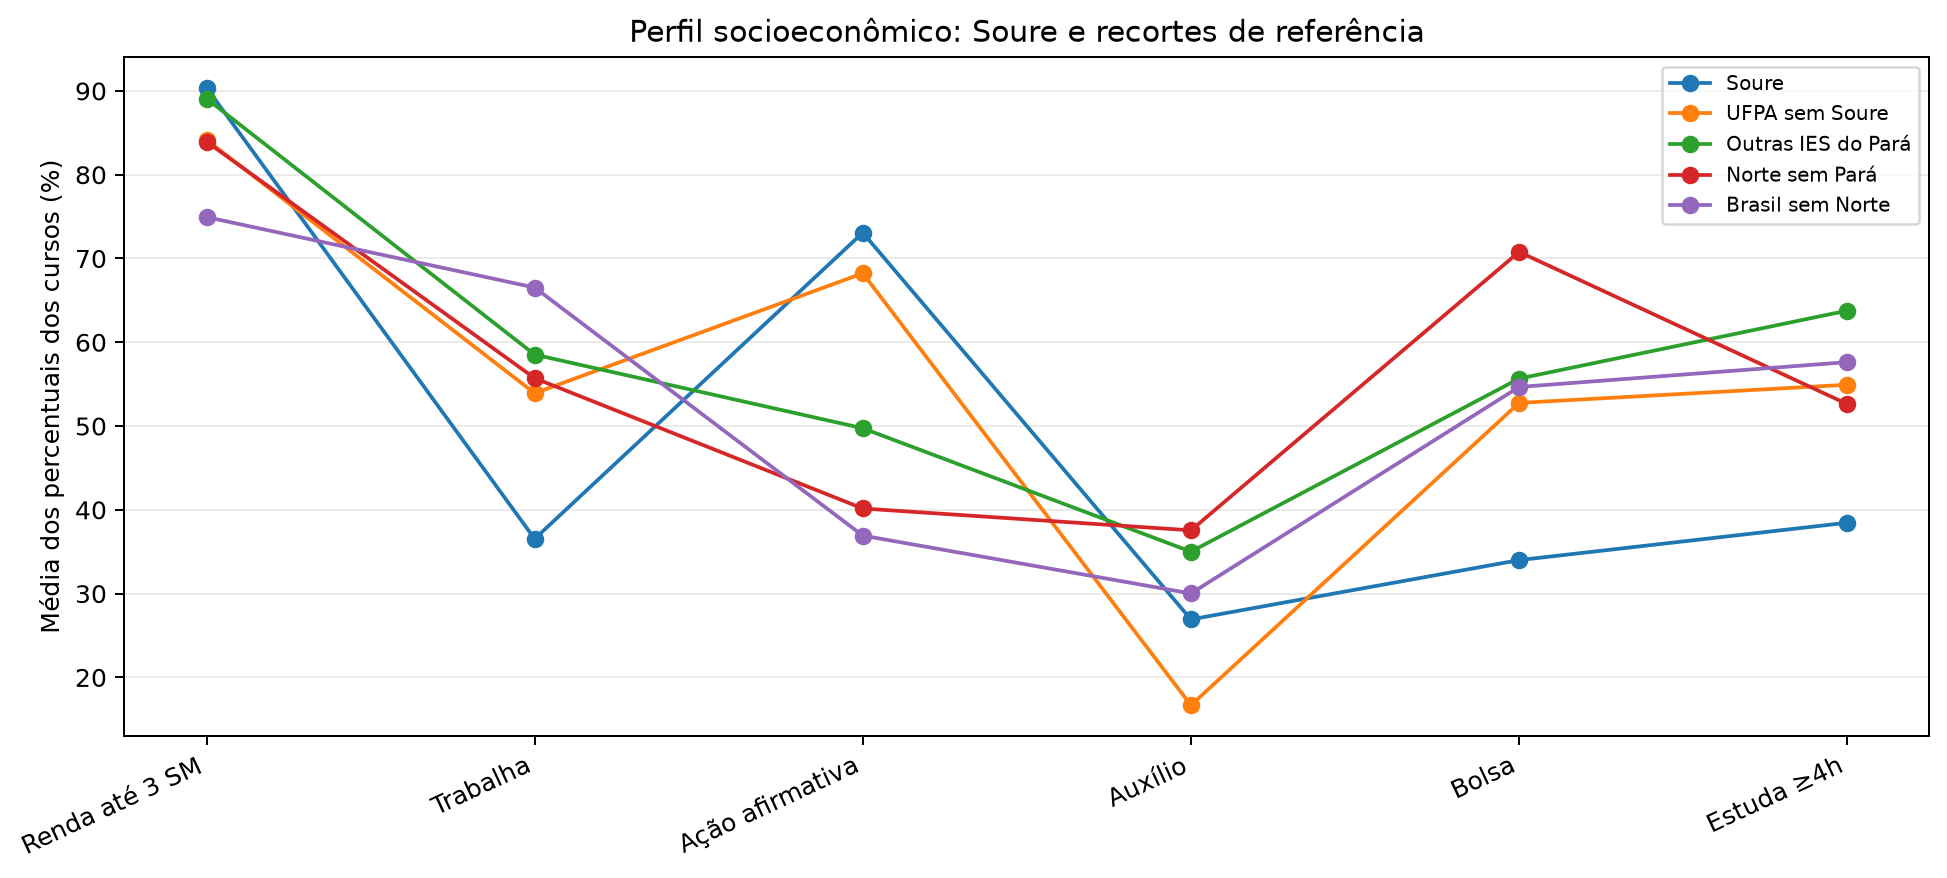 Perfil socioeconômico: Soure e recortes de referência
Média dos percentuais dos cursos (%)
90
80
70
60
50
40
30
20
Soure
UFPA sem Soure
Outras IES do Pará
Norte sem Pará
Brasil sem Norte
Renda até 3 SM
Trabalha
Ação afirmativa
Auxílio
Bolsa
Estuda ≥4h